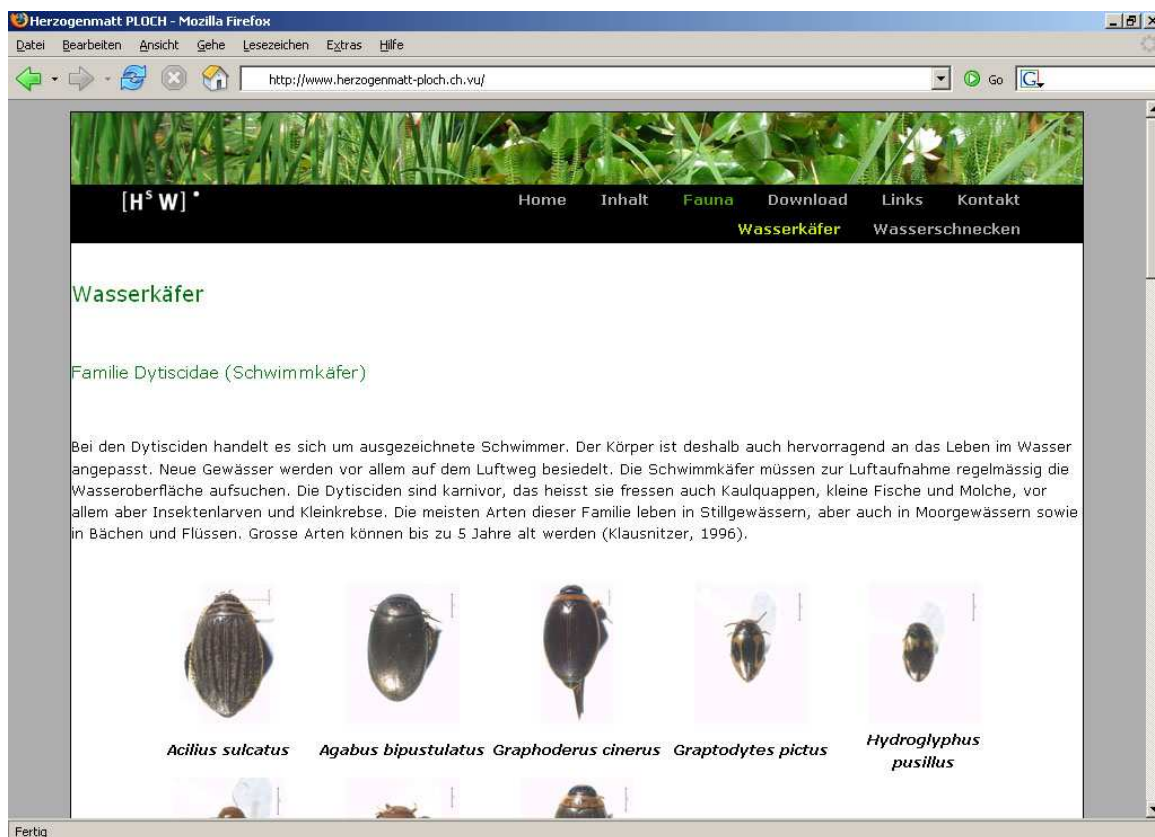 Herzogenmatt PLOCH - Mozilla Firefox
Datei Bearbeiten Ansicht Gehe Lesezeichen Extras Hilfe
http://www.herzogenmatt-ploch.ch.vu/ Go G
[HˢW]•
Home Inhalt Fauna Download Links Kontakt
Wasserkäfer Wasserschnecken
Wasserkäfer
Familie Dytiscidae (Schwimmkäfer)
Bei den Dytisciden handelt es sich um ausgezeichnete Schwimmer. Der Körper ist deshalb auch hervorragend an das Leben im Wasser
angepasst. Neue Gewässer werden vor allem auf dem Luftweg besiedelt. Die Schwimmkäfer müssen zur Luftaufnahme regelmässig die
Wasseroberfläche aufsuchen. Die Dytisciden sind karnivor, das heisst sie fressen auch Kaulquappen, kleine Fische und Molche, vor
allem aber Insektenlarven und Kleinkrebse. Die meisten Arten dieser Familie leben in Stillgewässern, aber auch in Moorgewässern sowie
in Bächen und Flüssen. Grosse Arten können bis zu 5 Jahre alt werden (Klausnitzer, 1996).
Acilius sulcatus Agabus bipustulatus Graphoderus cinerus Graptodytes pictus Hydroglyphus
pusillus
Fertig